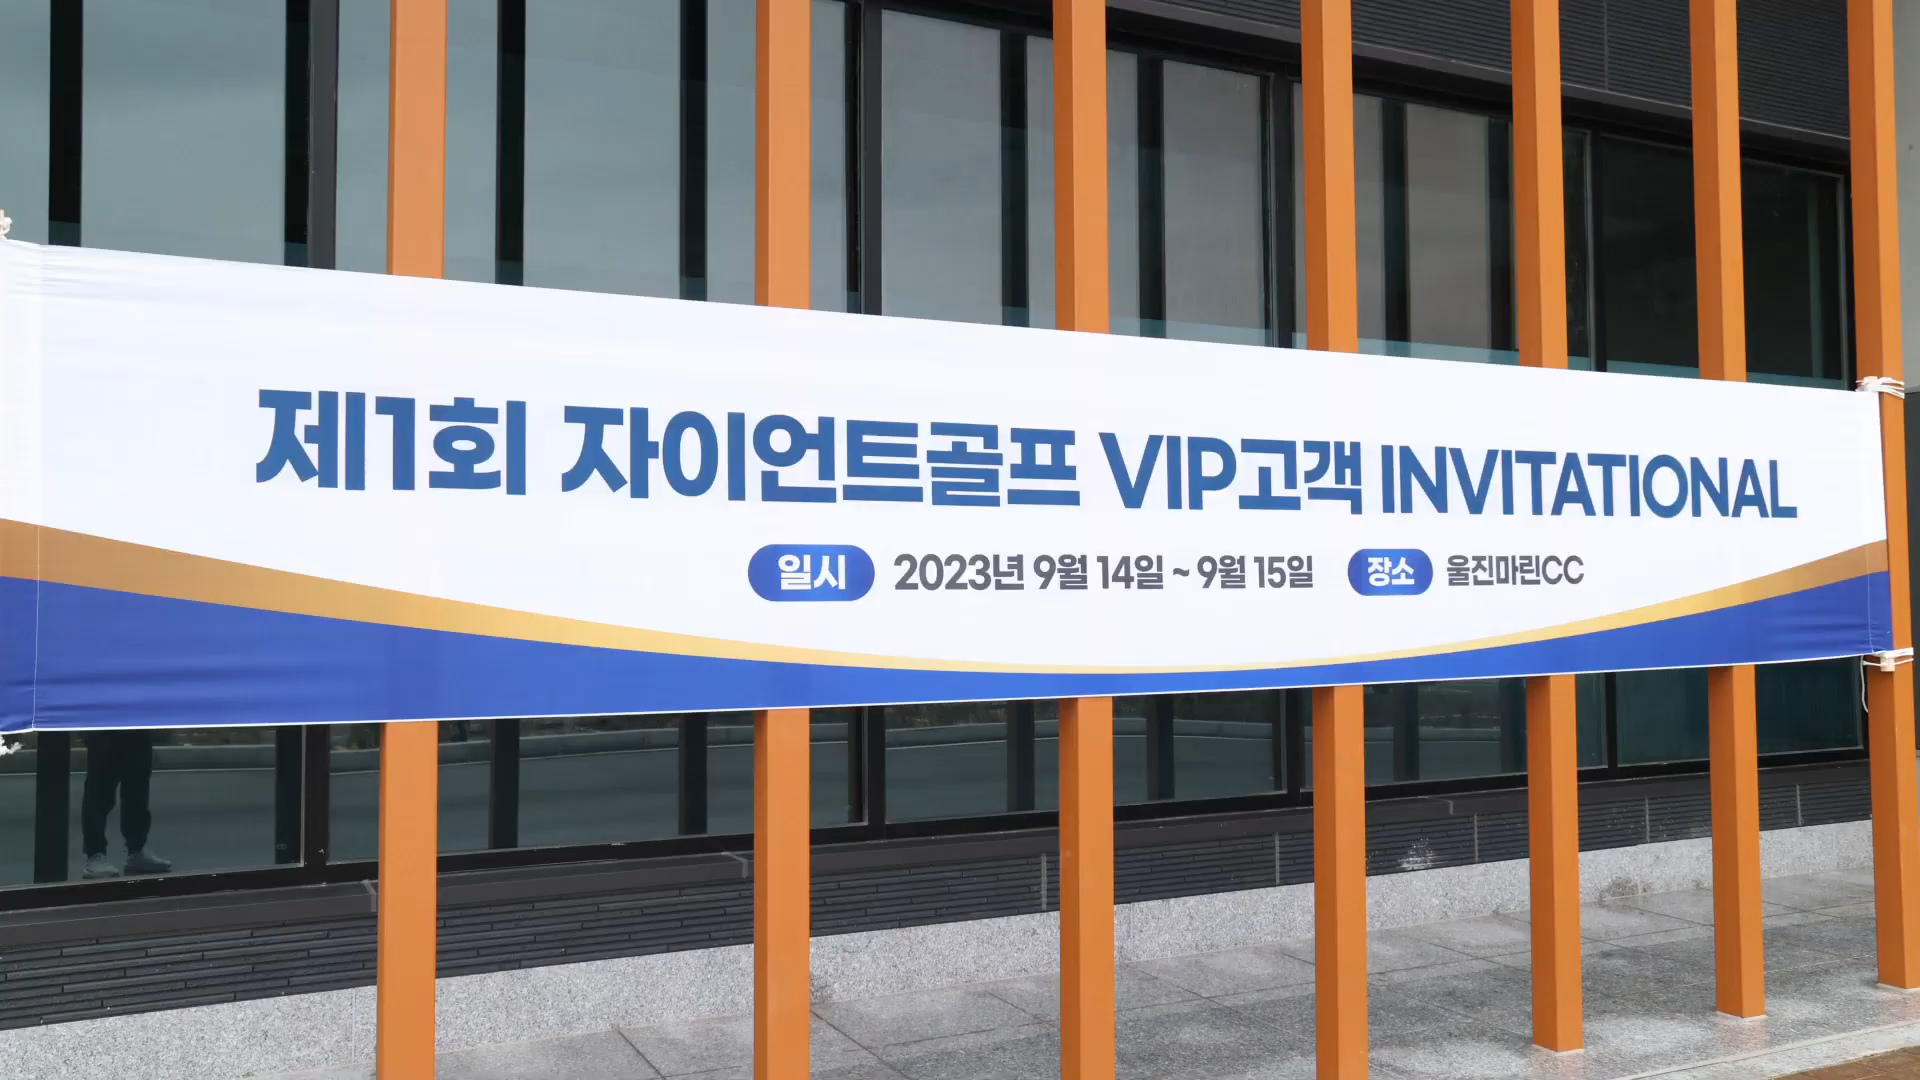 제1회 자이언트골프 VIP고객 INVITATIONAL
일시 2023년 9월 14일 ~ 9월 15일 장소 울진마린CC